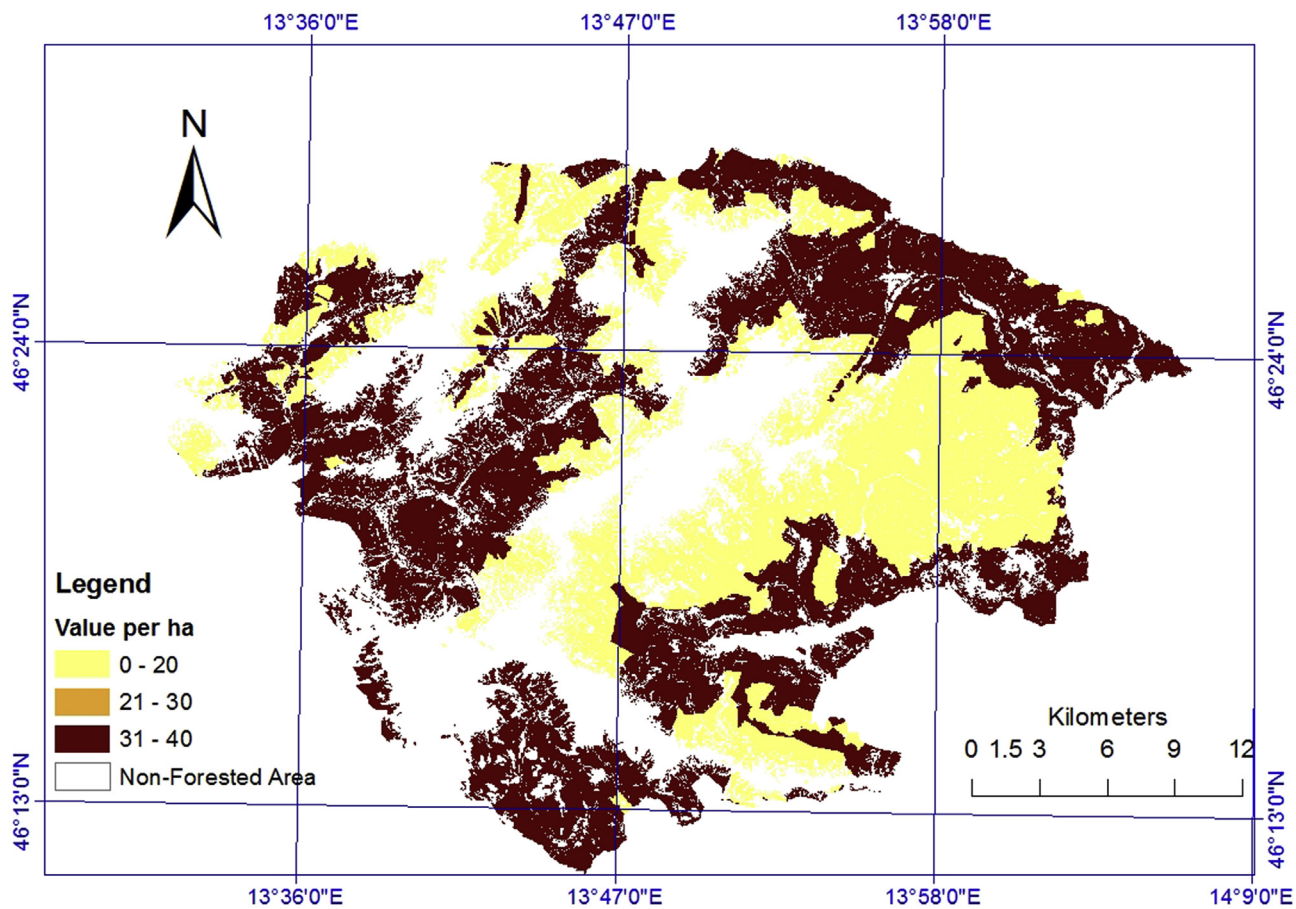 13°36'0"E 13°47'0"E 13°58'0"E
N
46°24'0"N
46°24'0"N
Legend
Value per ha
0 - 20
21 - 30
31 - 40
Non-Forested Area
Kilometers
0 1.5 3 6 9 12
46°13'0"N
46°13'0"N
13°36'0"E 13°47'0"E 13°58'0"E 14°9'0"E